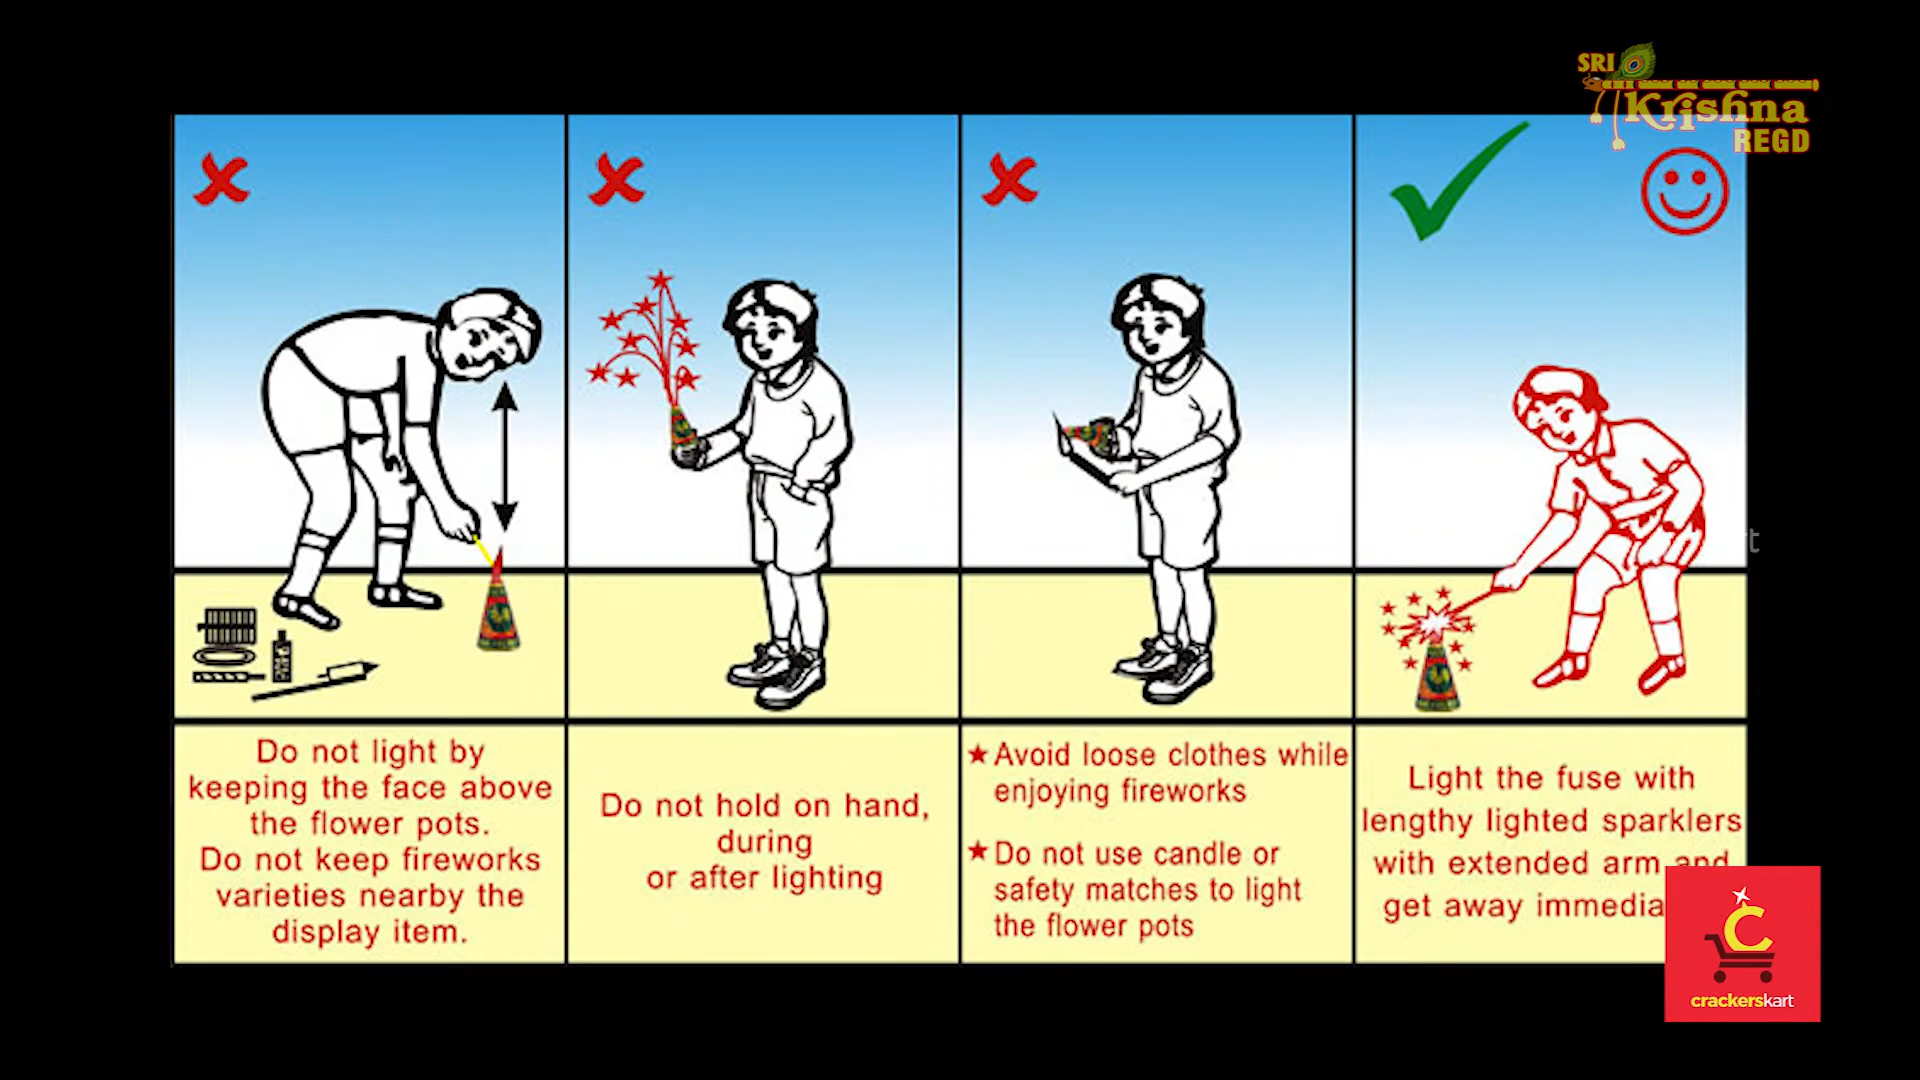 SRI
Krishna
REGD
Do not light by
keeping the face above
the flower pots.
Do not keep fireworks
varieties nearby the
display item.
Do not hold on hand,
during
or after lighting
★ Avoid loose clothes while
enjoying fireworks
★ Do not use candle or
safety matches to light
the flower pots
Light the fuse with
lengthy lighted sparklers
with extended arm and
get away
crackerskart